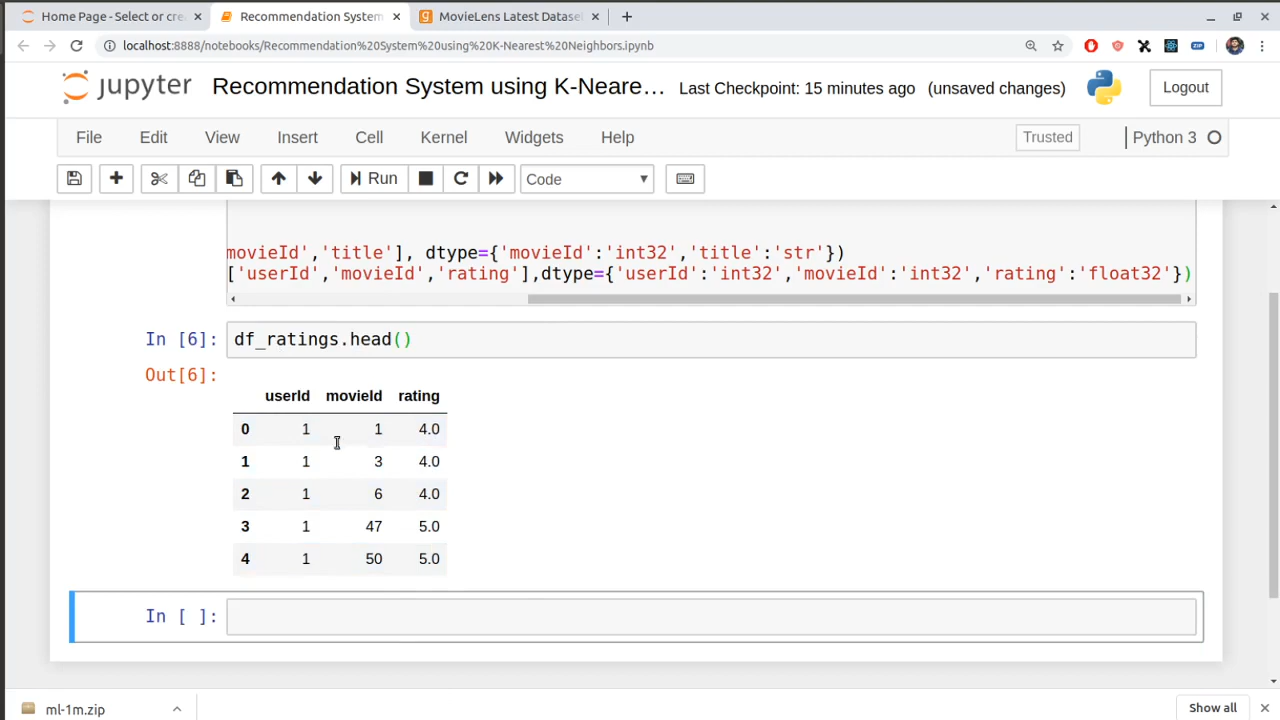 Home Page - Select or cre
Recommendation System
MovieLens Latest Datase
localhost:8888/notebooks/Recommendation%20System%20using%20K-Nearest%20Neighbors.ipynb
ZIP
jupyter Recommendation System using K-Neare... Last Checkpoint: 15 minutes ago (unsaved changes) Logout
File Edit View Insert Cell Kernel Widgets Help Trusted Python 3
Run Code
movieId','title'], dtype={'movieId':'int32','title':'str'})
['userId','movieId','rating'],dtype={'userId':'int32','movieId':'int32','rating':'float32'})
In [6]: df_ratings.head()
Out[6]:
userId movieId rating
0 1 1 4.0
1 1 3 4.0
2 1 6 4.0
3 1 47 5.0
4 1 50 5.0
In [ ]:
ml-1m.zip Show all